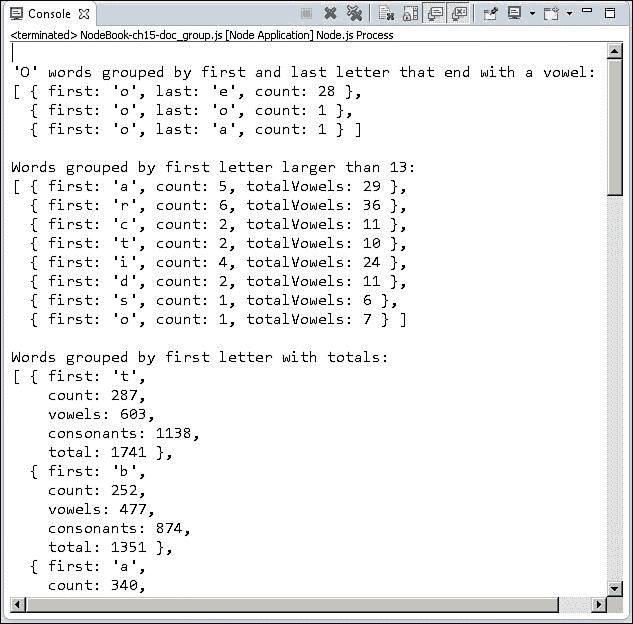 Console
<terminated> NodeBook-ch15-doc_group.js [Node Application] Node.js Process
'O' words grouped by first and last letter that end with a vowel:
[ { first: 'o', last: 'e', count: 28 },
  { first: 'o', last: 'o', count: 1 },
  { first: 'o', last: 'a', count: 1 } ]
Words grouped by first letter larger than 13:
[ { first: 'a', count: 5, totalVowels: 29 },
  { first: 'r', count: 6, totalVowels: 36 },
  { first: 'c', count: 2, totalVowels: 11 },
  { first: 't', count: 2, totalVowels: 10 },
  { first: 'i', count: 4, totalVowels: 24 },
  { first: 'd', count: 2, totalVowels: 11 },
  { first: 's', count: 1, totalVowels: 6 },
  { first: 'o', count: 1, totalVowels: 7 } ]
Words grouped by first letter with totals:
[ { first: 't',
    count: 287,
    vowels: 603,
    consonants: 1138,
    total: 1741 },
  { first: 'b',
    count: 252,
    vowels: 477,
    consonants: 874,
    total: 1351 },
  { first: 'a',
    count: 340,